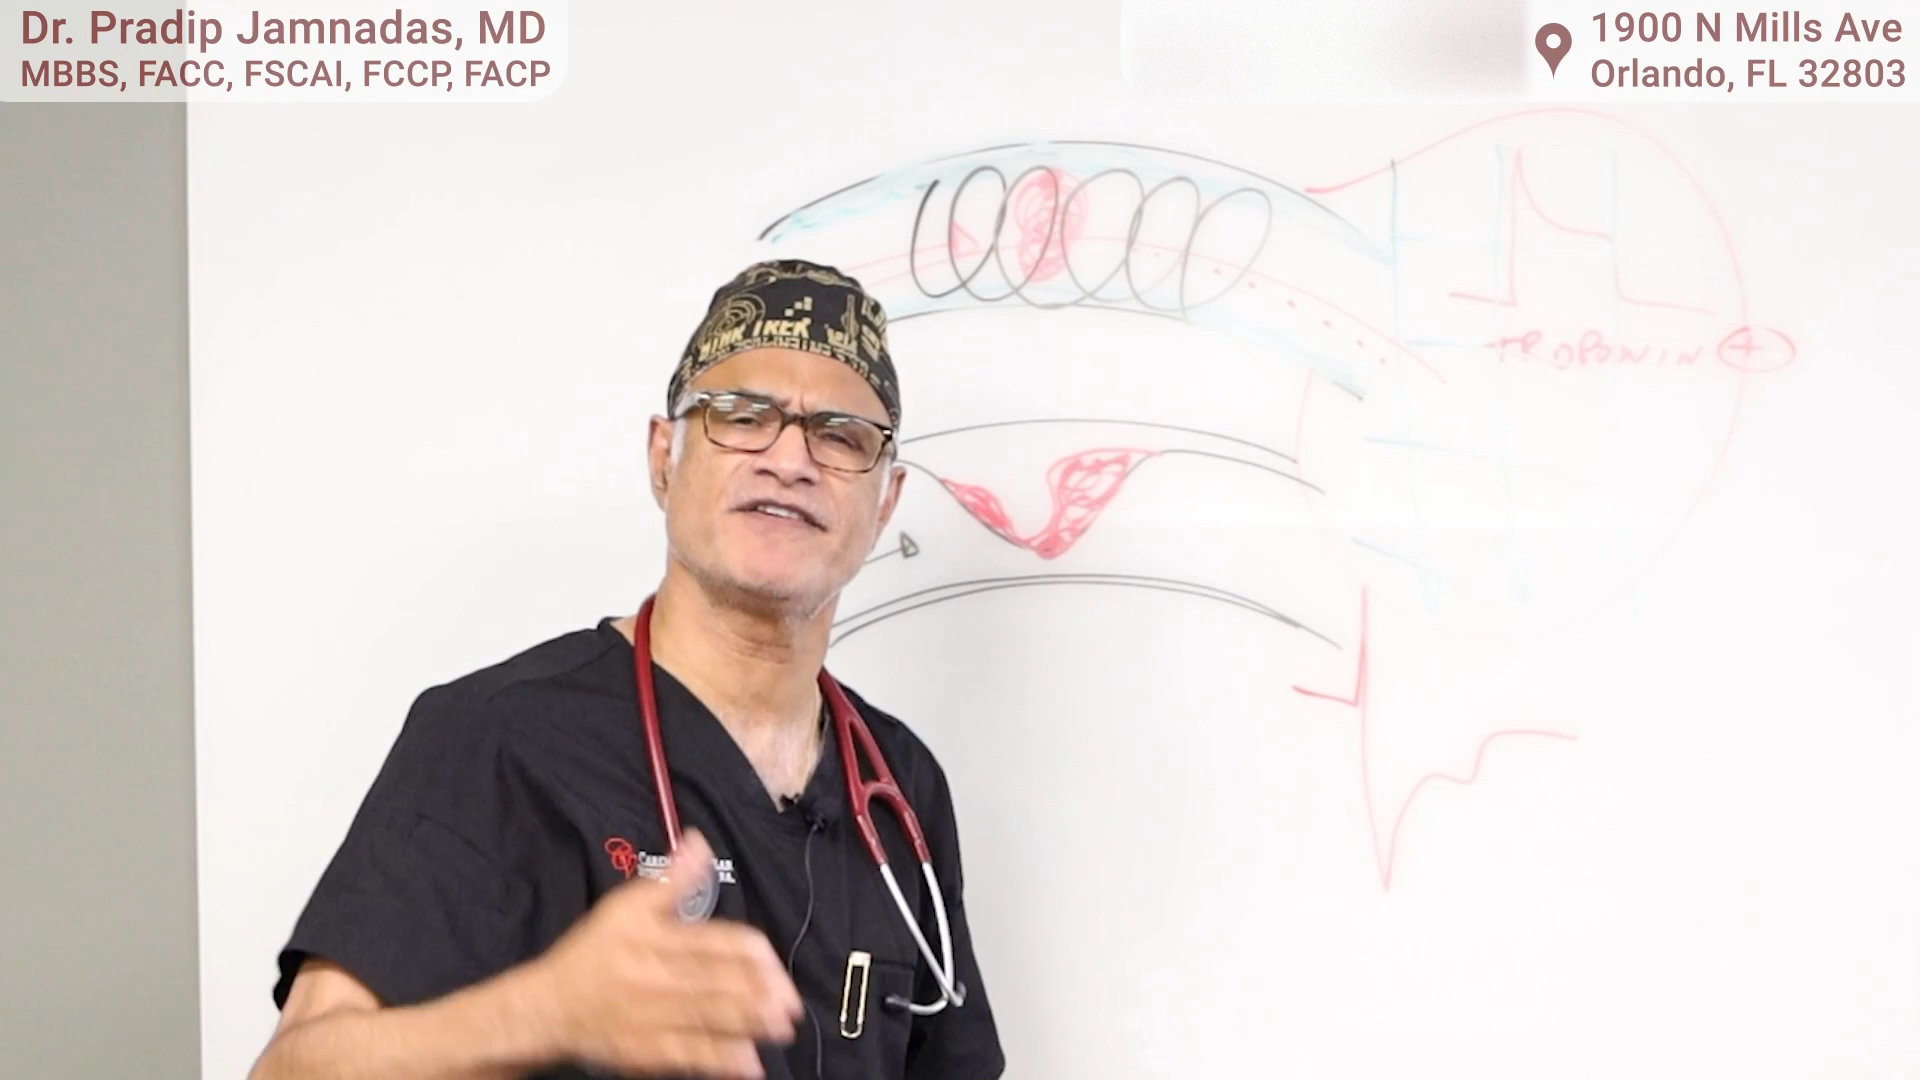 Dr. Pradip Jamnadas, MD
MBBS, FACC, FSCAI, FCCP, FACP
1900 N Mills Ave
Orlando, FL 32803
TROPONIN +